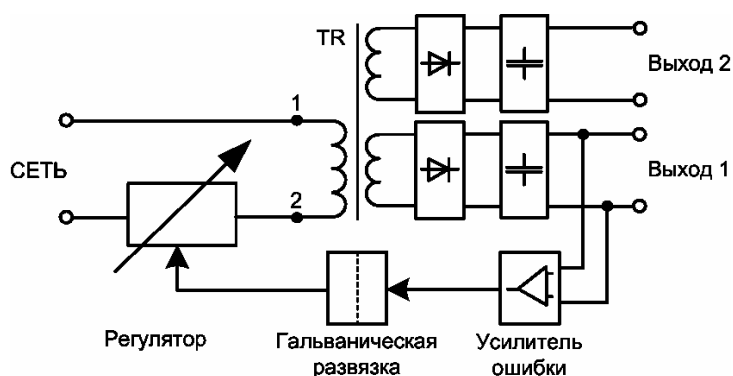 TR
Выход 2
1
СЕТЬ
Выход 1
2
Регулятор
Гальваническая
развязка
Усилитель
ошибки